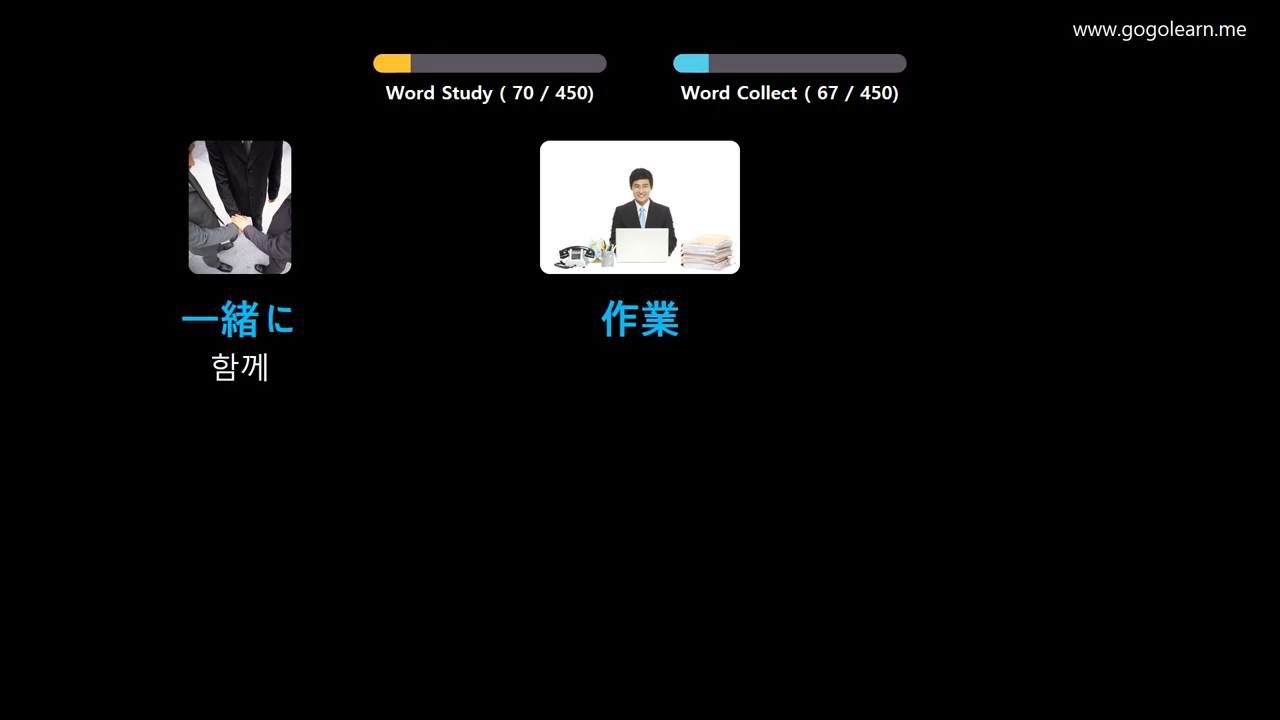 www.gogolearn.me
Word Study ( 70 / 450)
Word Collect ( 67 / 450)
一緒に
作業
함께